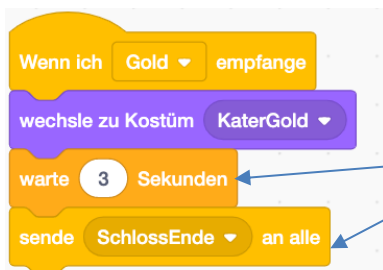 Wenn ich Gold empfange
wechsle zu Kostüm KaterGold
warte 3 Sekunden
sende SchlossEnde an alle